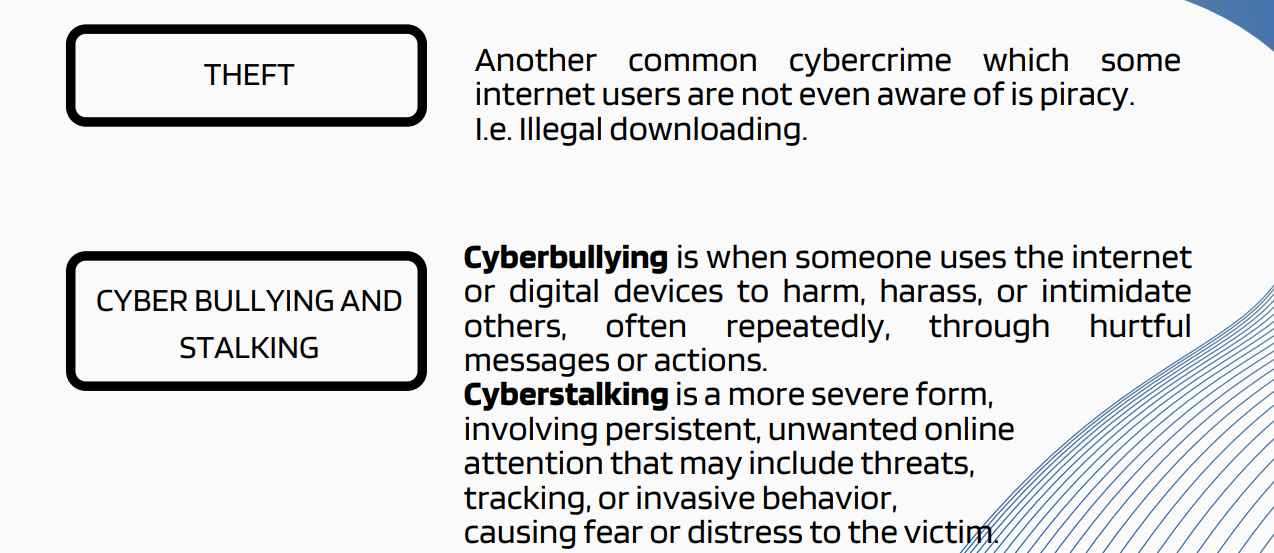 THEFT
Another common cybercrime which some
internet users are not even aware of is piracy.
I.e. Illegal downloading.
CYBER BULLYING AND
STALKING
Cyberbullying is when someone uses the internet
or digital devices to harm, harass, or intimidate
others, often repeatedly, through hurtful
messages or actions.
Cyberstalking is a more severe form,
involving persistent, unwanted online
attention that may include threats,
tracking, or invasive behavior,
causing fear or distress to the victim.